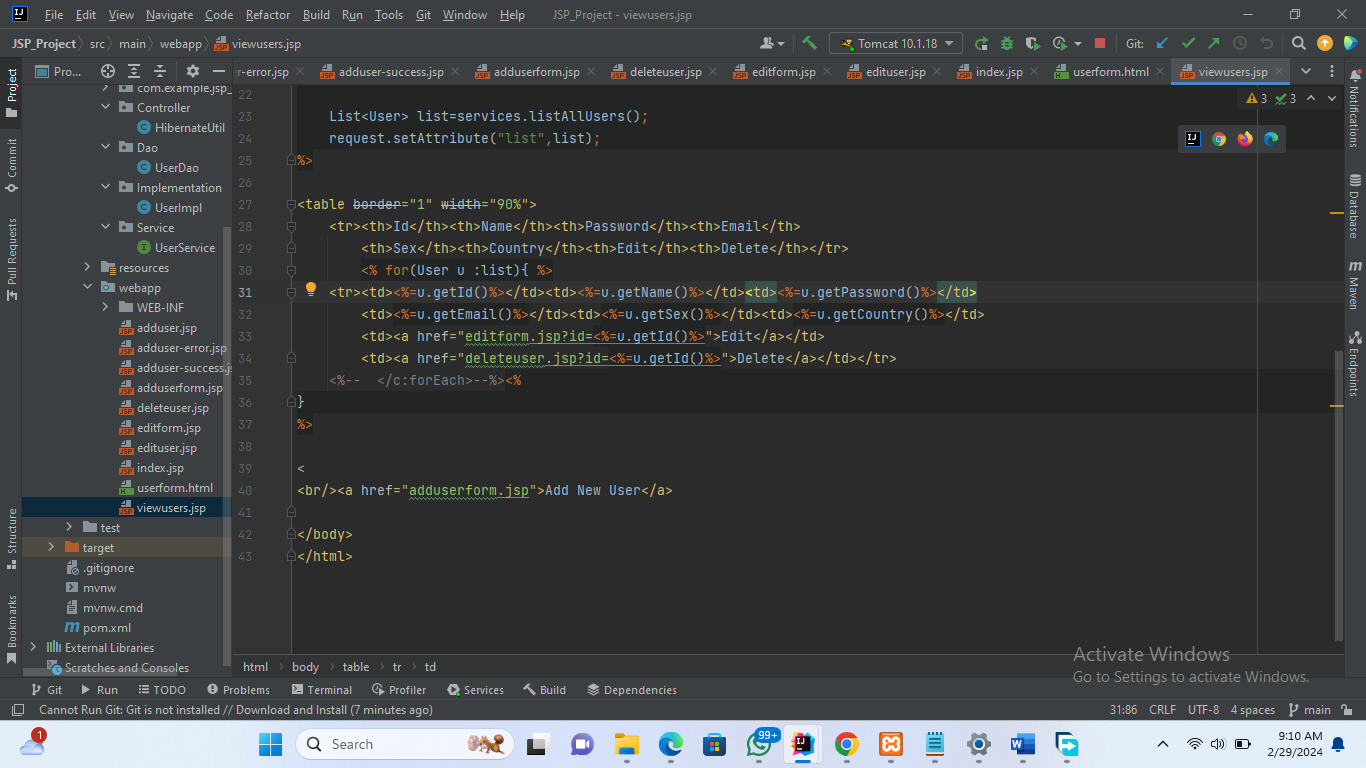 File Edit View Navigate Code Refactor Build Run Tools Git Window Help JSP_Project - viewusers.jsp
JSP_Project src main webapp viewusers.jsp Tomcat 10.1.18 Git:
Pro... r-error.jsp adduser-success.jsp adduserform.jsp deleteuser.jsp editform.jsp edituser.jsp index.jsp userform.html viewusers.jsp
Project
Commit
Pull Requests
Structure
Bookmarks
com.example.jsp_
Controller
HibernateUtil
Dao
UserDao
Implementation
UserImpl
Service
UserService
resources
webapp
WEB-INF
adduser.jsp
adduser-error.jsp
adduser-success.js
adduserform.jsp
deleteuser.jsp
editform.jsp
edituser.jsp
index.jsp
userform.html
viewusers.jsp
test
target
.gitignore
mvnw
mvnw.cmd
pom.xml
External Libraries
Scratches and Consoles
22
23 List<User> list=services.listAllUsers();
24 request.setAttribute("list",list);
25 %>
26
27 <table border="1" width="90%">
28 <tr><th>Id</th><th>Name</th><th>Password</th><th>Email</th>
29 <th>Sex</th><th>Country</th><th>Edit</th><th>Delete</th></tr>
30 <% for(User u :list){ %>
31 <tr><td><%=u.getId()%></td><td><%=u.getName()%></td><td><%=u.getPassword()%></td>
32 <td><%=u.getEmail()%></td><td><%=u.getSex()%></td><td><%=u.getCountry()%></td>
33 <td><a href="editform.jsp?id=<%=u.getId()%>">Edit</a></td>
34 <td><a href="deleteuser.jsp?id=<%=u.getId()%>">Delete</a></td></tr>
35 <%--  </c:forEach>--%><%
36 }
37 %>
38
39 <
40 <br/><a href="adduserform.jsp">Add New User</a>
41
42 </body>
43 </html>
3 3
Notifications
Database
Maven
Endpoints
html body table tr td
Activate Windows
Go to Settings to activate Windows.
Git Run TODO Problems Terminal Profiler Services Build Dependencies
Cannot Run Git: Git is not installed // Download and Install (7 minutes ago) 31:86 CRLF UTF-8 4 spaces main
1 Search 99+ 9:10 AM
2/29/2024